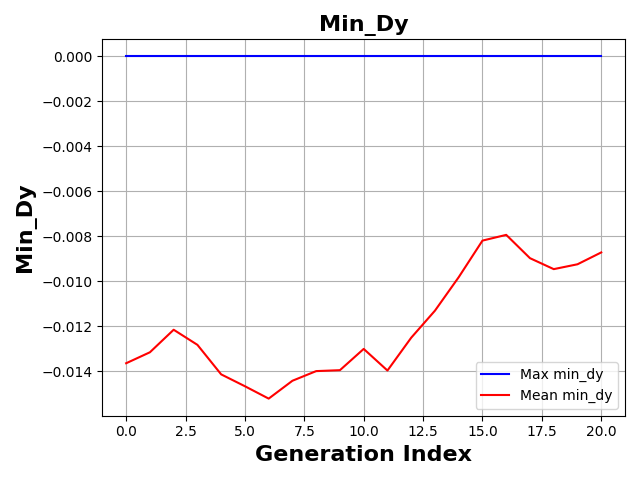 Min_Dy
0.000
−0.002
−0.004
−0.006
−0.008
−0.010
−0.012
−0.014
Min_Dy
Max min_dy
Mean min_dy
0.0 2.5 5.0 7.5 10.0 12.5 15.0 17.5 20.0
Generation Index